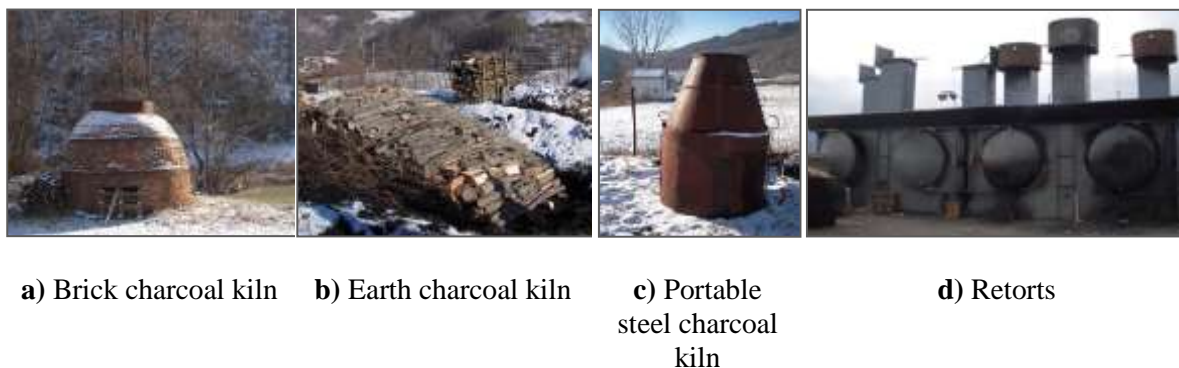 a) Brick charcoal kiln
b) Earth charcoal kiln
c) Portable
steel charcoal
kiln
d) Retorts